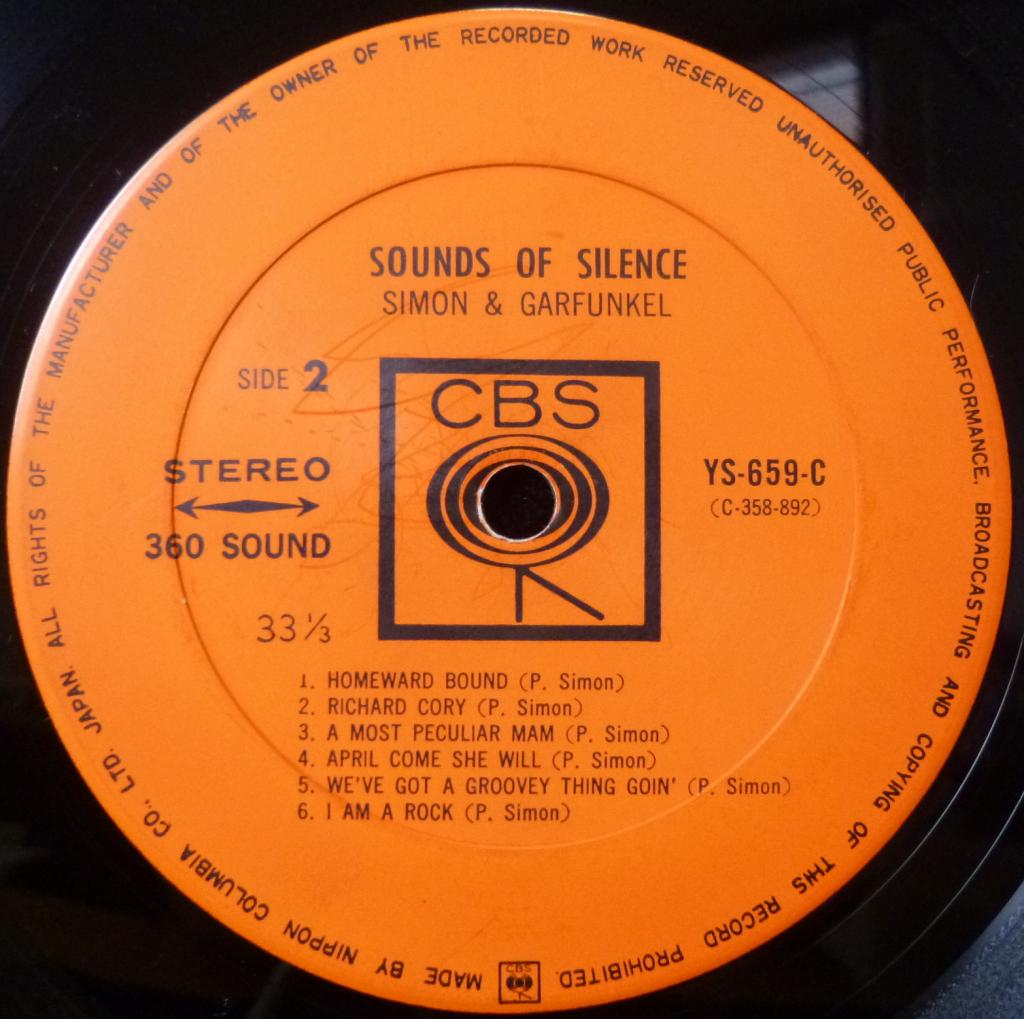 MADE BY NIPPON COLUMBIA CO., LTD. JAPAN. ALL RIGHTS OF THE MANUFACTURER AND OF THE OWNER OF THE RECORDED WORK RESERVED UNAUTHORISED PUBLIC PERFORMANCE. BROADCASTING AND COPYING OF THIS RECORD PROHIBITED.
SOUNDS OF SILENCE
SIMON & GARFUNKEL
SIDE 2
CBS
STEREO
360 SOUND
YS-659-C
(C-358-892)
33 1/3
1. HOMEWARD BOUND (P. Simon)
2. RICHARD CORY (P. Simon)
3. A MOST PECULIAR MAM (P. Simon)
4. APRIL COME SHE WILL (P. Simon)
5. WE'VE GOT A GROOVEY THING GOIN' (P. Simon)
6. I AM A ROCK (P. Simon)
CBS